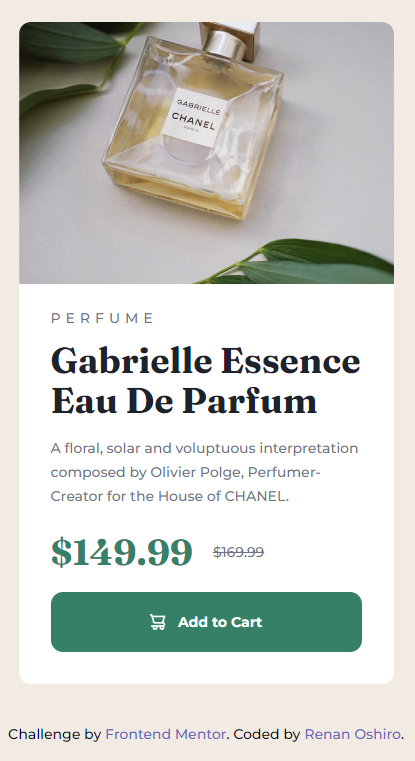 GABRIELLE
CHANEL
PARIS
PERFUME
Gabrielle Essence
Eau De Parfum
A floral, solar and voluptuous interpretation
composed by Olivier Polge, Perfumer-
Creator for the House of CHANEL.
$149.99 $169.99
Add to Cart
Challenge by Frontend Mentor. Coded by Renan Oshiro.